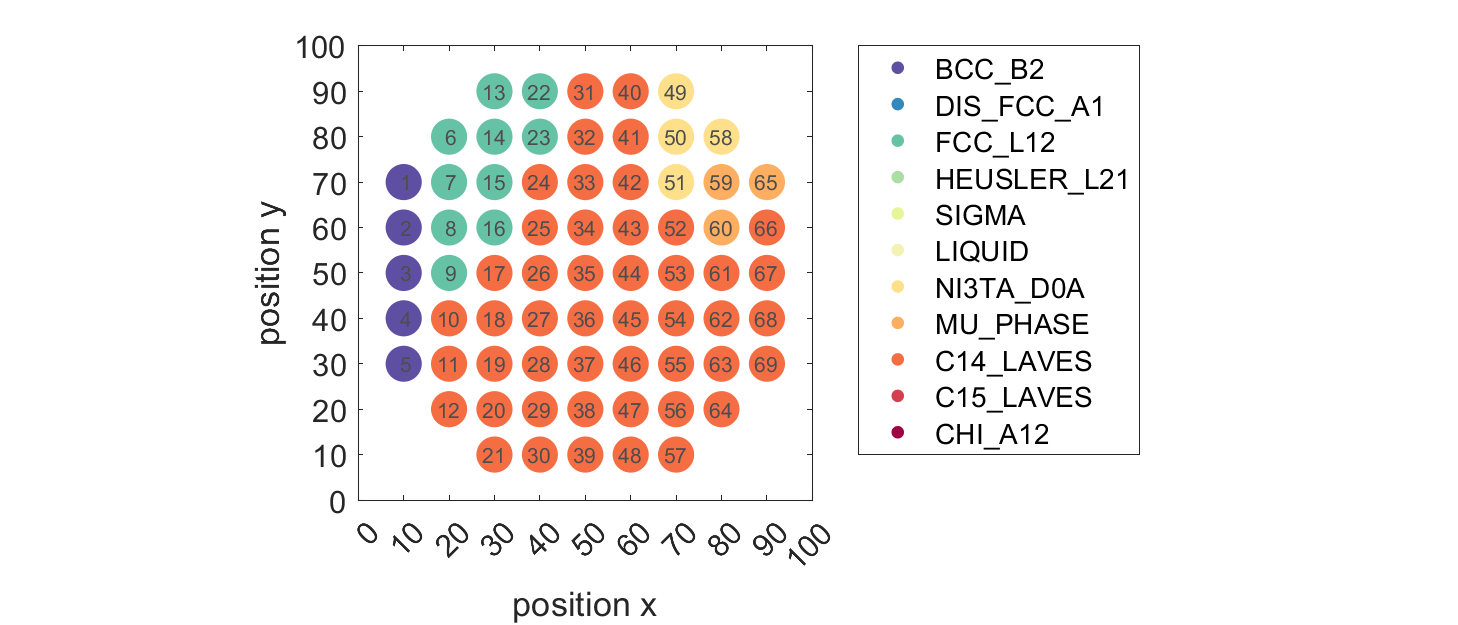 100
90
80
70
60
50
40
30
20
10
0
position y
13 22 31 40 49
6 14 23 32 41 50 58
1 7 15 24 33 42 51 59 65
2 8 16 25 34 43 52 60 66
3 9 17 26 35 44 53 61 67
4 10 18 27 36 45 54 62 68
5 11 19 28 37 46 55 63 69
12 20 29 38 47 56 64
21 30 39 48 57
0 10 20 30 40 50 60 70 80 90 100
position x
BCC_B2
DIS_FCC_A1
FCC_L12
HEUSLER_L21
SIGMA
LIQUID
NI3TA_D0A
MU_PHASE
C14_LAVES
C15_LAVES
CHI_A12